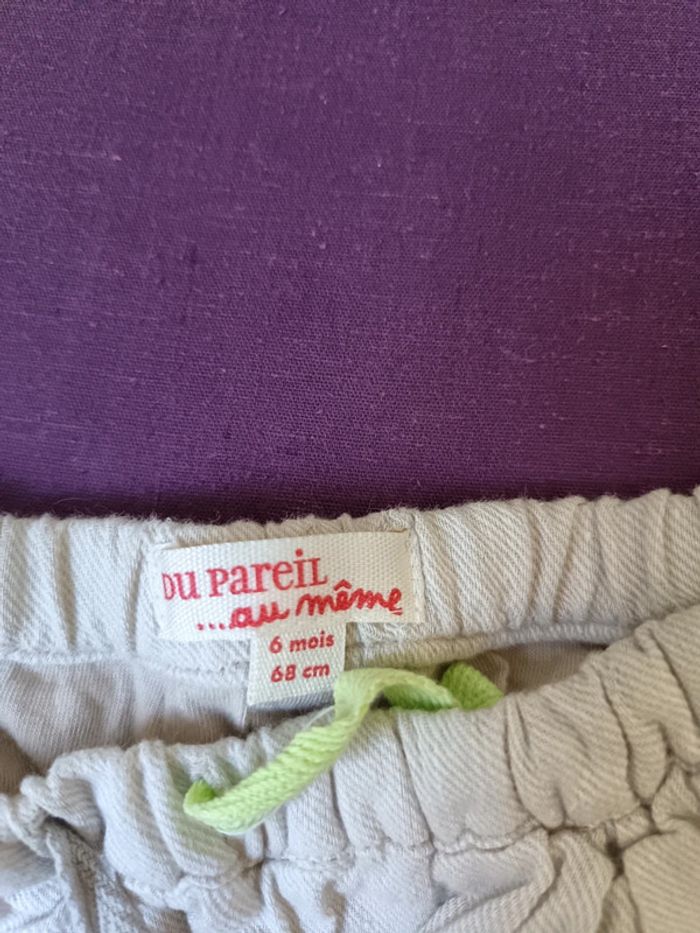 DU PareiL
....au même
6 mois
68 cm